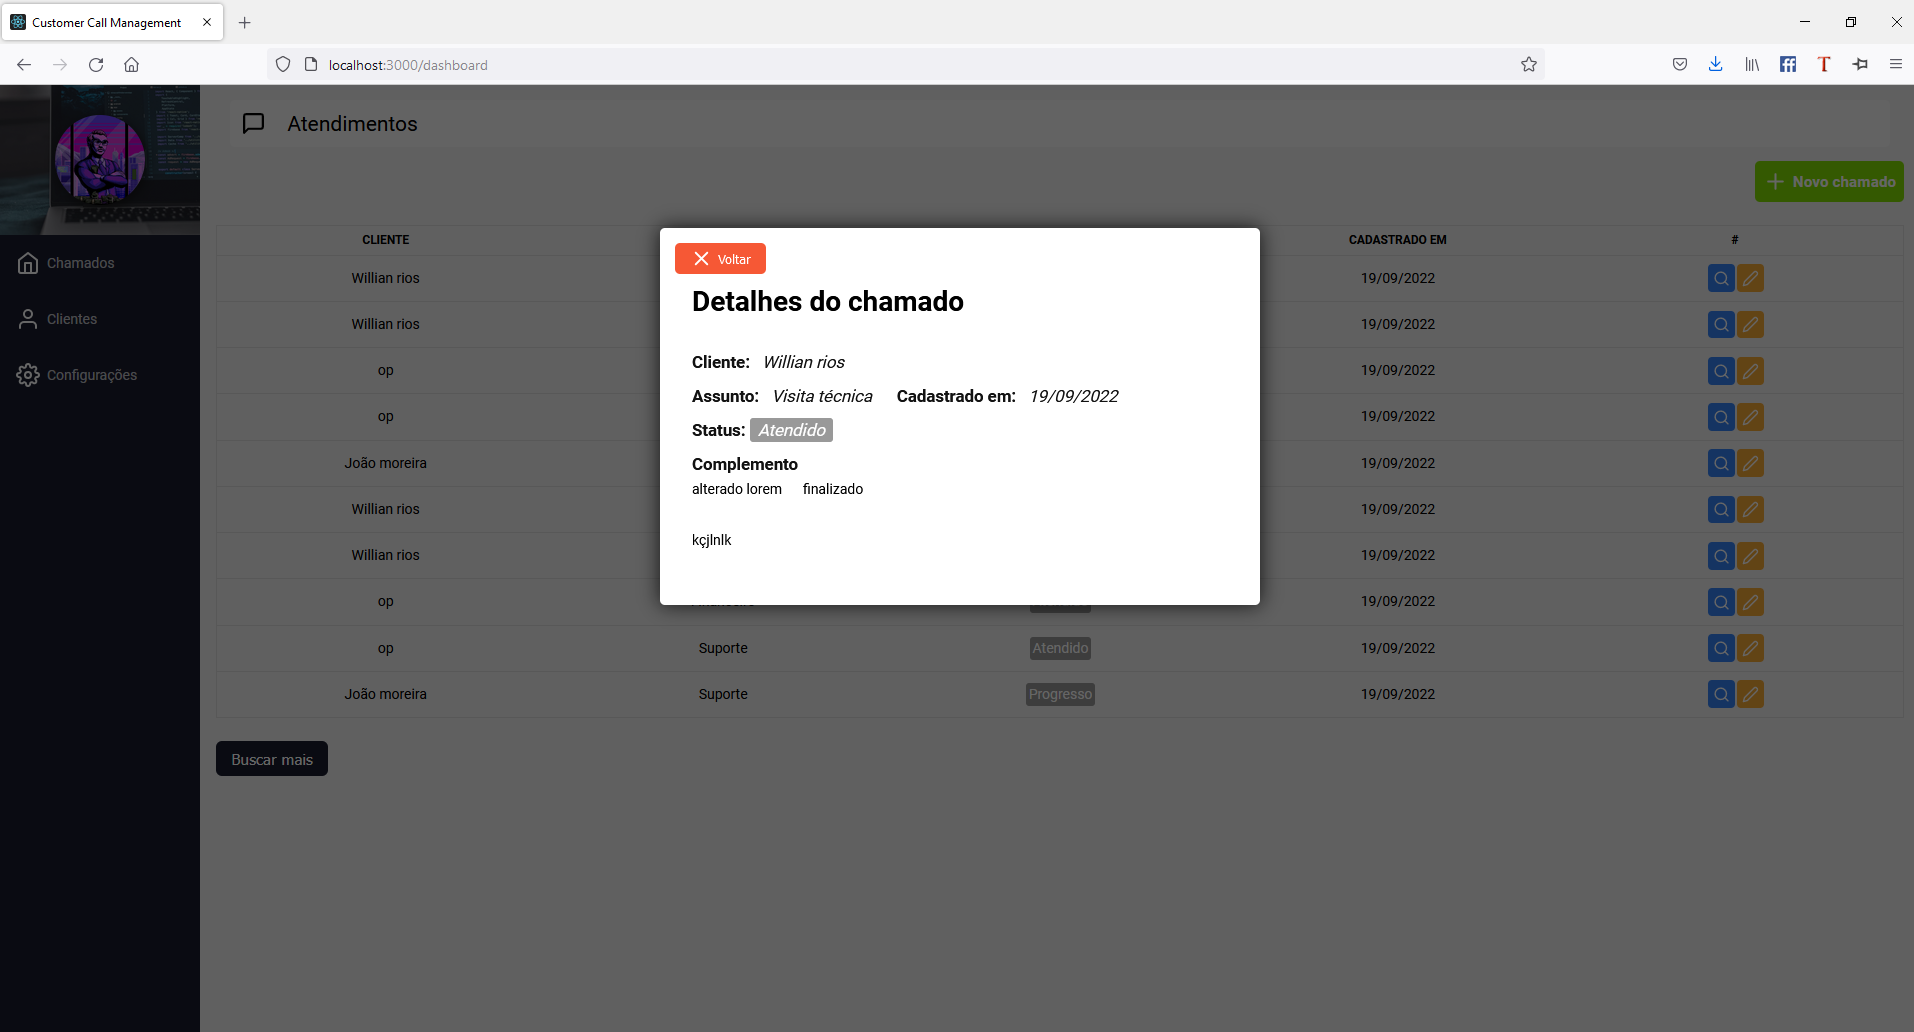 Customer Call Management
localhost:3000/dashboard
Atendimentos
Novo chamado
Chamados
Clientes
Configurações
CLIENTE CADASTRADO EM #
Willian rios 19/09/2022
Willian rios 19/09/2022
op 19/09/2022
op 19/09/2022
João moreira 19/09/2022
Willian rios 19/09/2022
Willian rios 19/09/2022
op 19/09/2022
op Suporte Atendido 19/09/2022
João moreira Suporte Progresso 19/09/2022
Buscar mais
Voltar
Detalhes do chamado
Cliente: Willian rios
Assunto: Visita técnica Cadastrado em: 19/09/2022
Status: Atendido
Complemento
alterado lorem finalizado
kçjlnlk